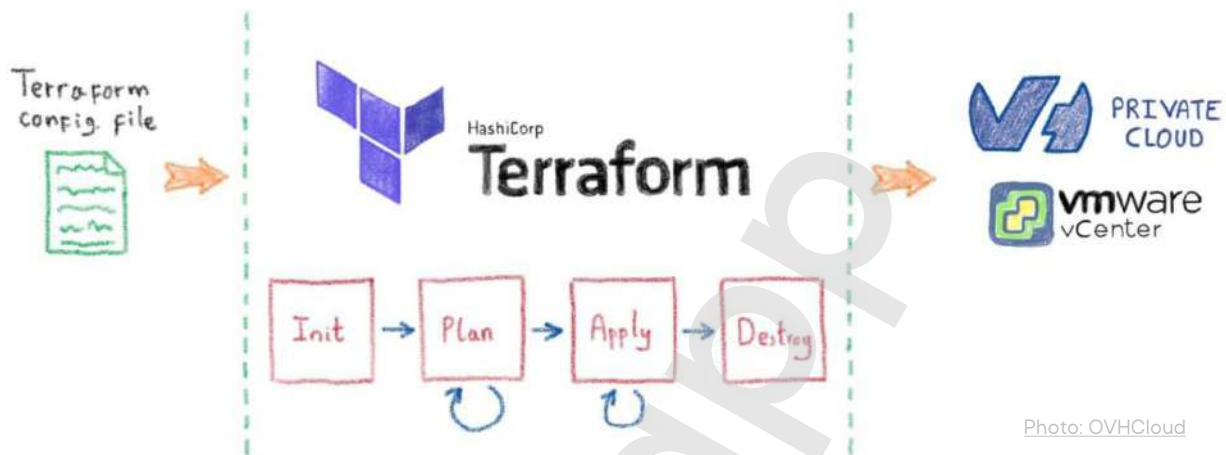 Terraform
config. file
HashiCorp
Terraform
PRIVATE
CLOUD
vmware
vCenter
Init
Plan
Apply
Destroy
Photo: OVHCloud